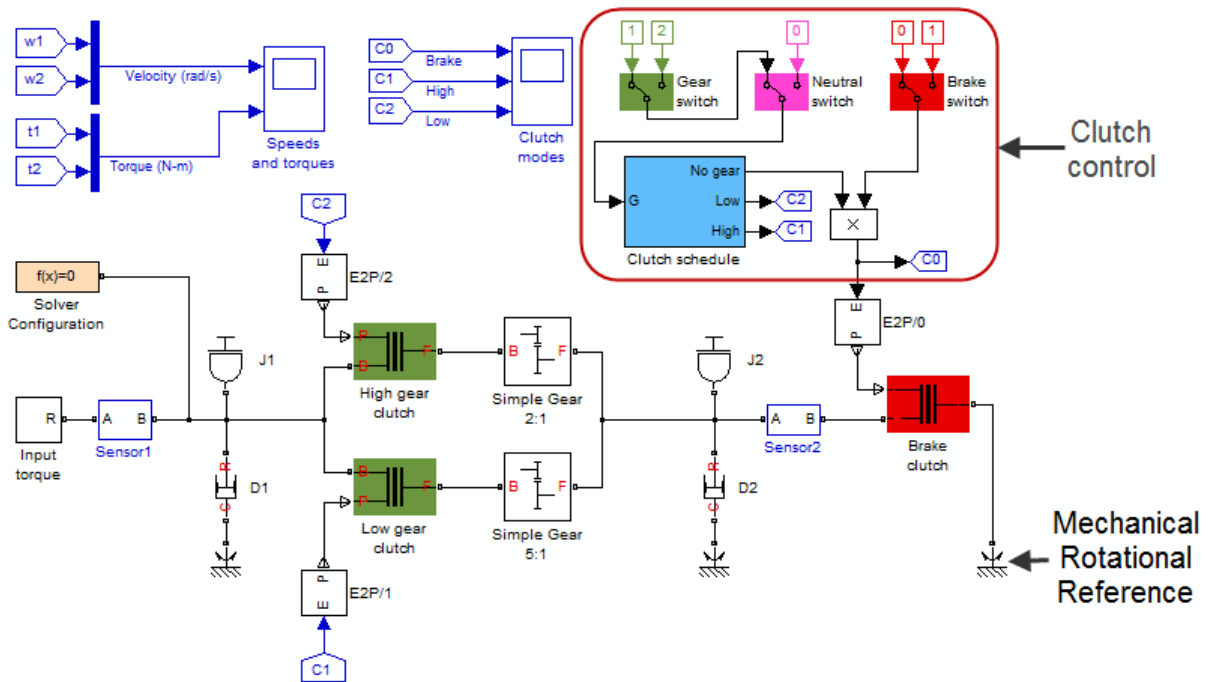 w1
w2
Velocity (rad/s)
t1
t2
Torque (N-m)
Speeds
and torques
C0
Brake
C1
High
C2
Low
Clutch
modes
1
2
Gear
switch
0
Neutral
switch
0
1
Brake
switch
Clutch
control
G
No gear
Low
High
C2
C1
Clutch schedule
×
C0
C2
E
P
E2P/2
f(x)=0
Solver
Configuration
E
P
E2P/0
J1
P
B
F
High gear
clutch
B
F
Simple Gear
2:1
J2
R
Input
torque
A
B
Sensor1
A
B
Sensor2
Brake
clutch
R
C
D1
B
P
F
Low gear
clutch
B
F
Simple Gear
5:1
R
C
D2
Mechanical
Rotational
Reference
P
E
E2P/1
C1